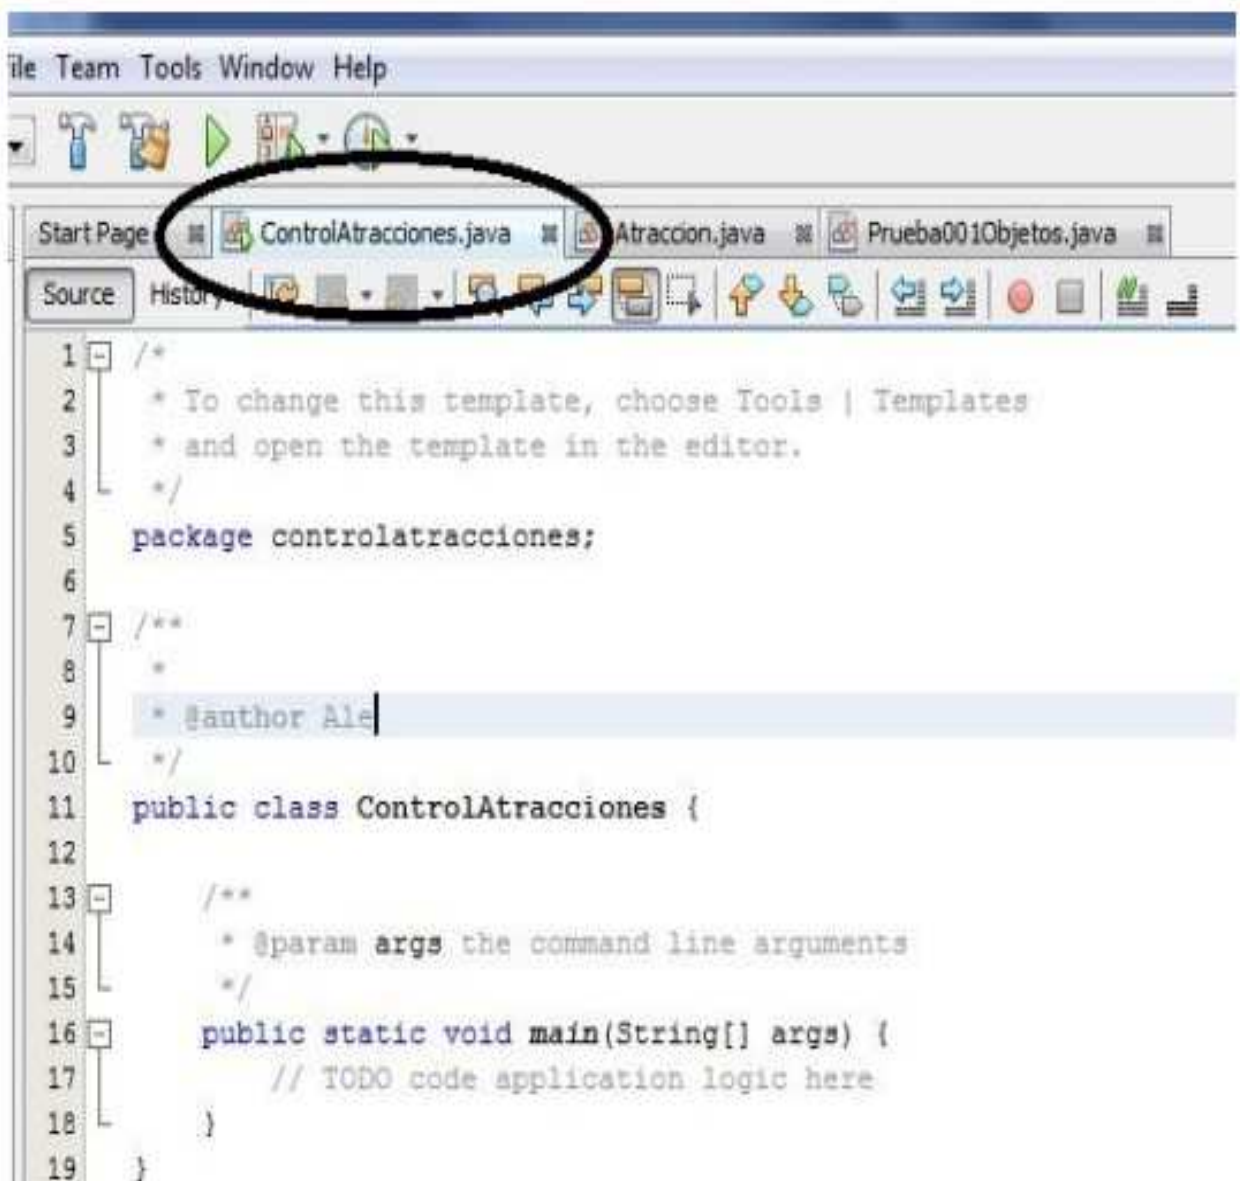 ile Team Tools Window Help
Start Page ControlAtracciones.java Atraccion.java Prueba001Objetos.java
Source History
1 /*
2 * To change this template, choose Tools | Templates
3 * and open the template in the editor.
4 */
5 package controlatracciones;
6
7 /**
8 *
9 * @author Ale
10 */
11 public class ControlAtracciones {
12
13 /**
14 * @param args the command line arguments
15 */
16 public static void main(String[] args) {
17 // TODO code application logic here
18 }
19 }